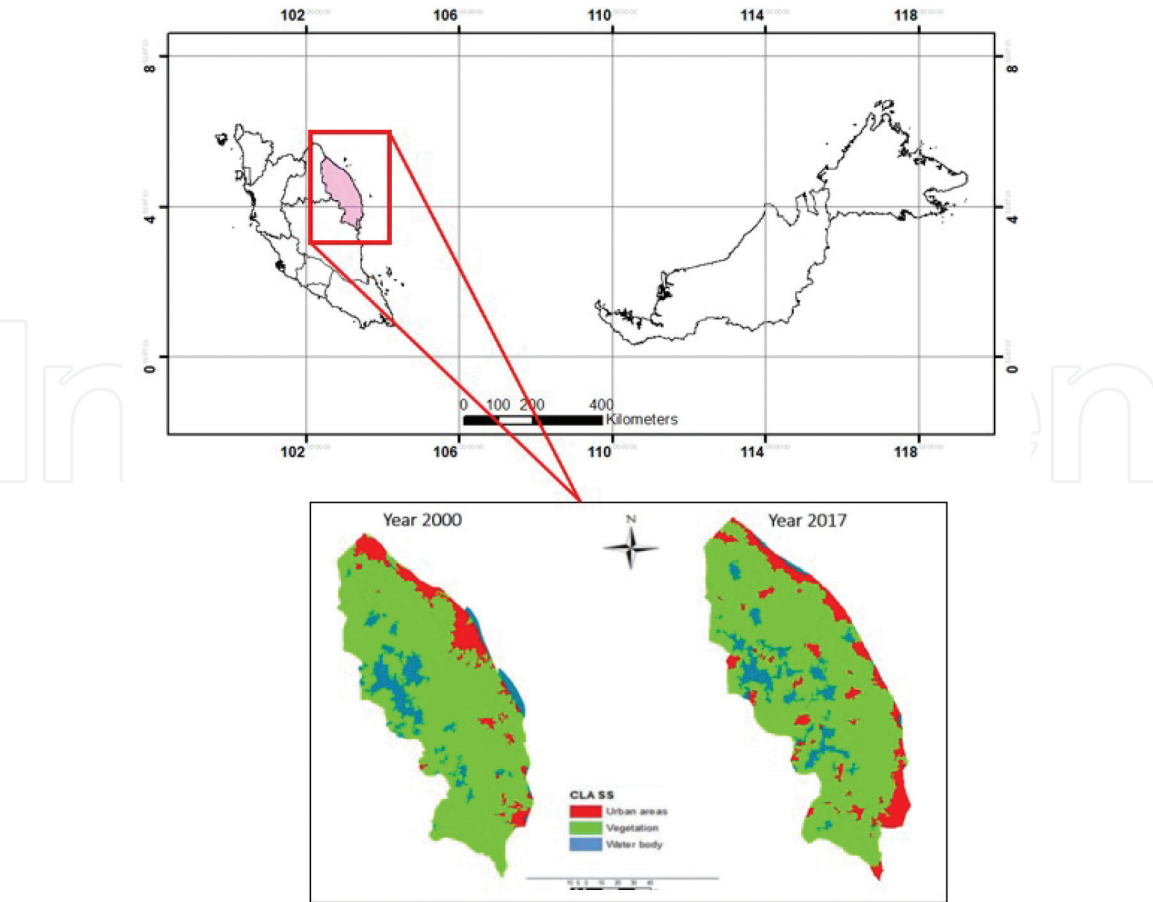 102 106 110 114 118
8 8
4 4
0 0
0 100 200 400
Kilometers
102 106 110 114 118
Year 2000 N Year 2017
CLASS
Urban areas
Vegetation
Water body